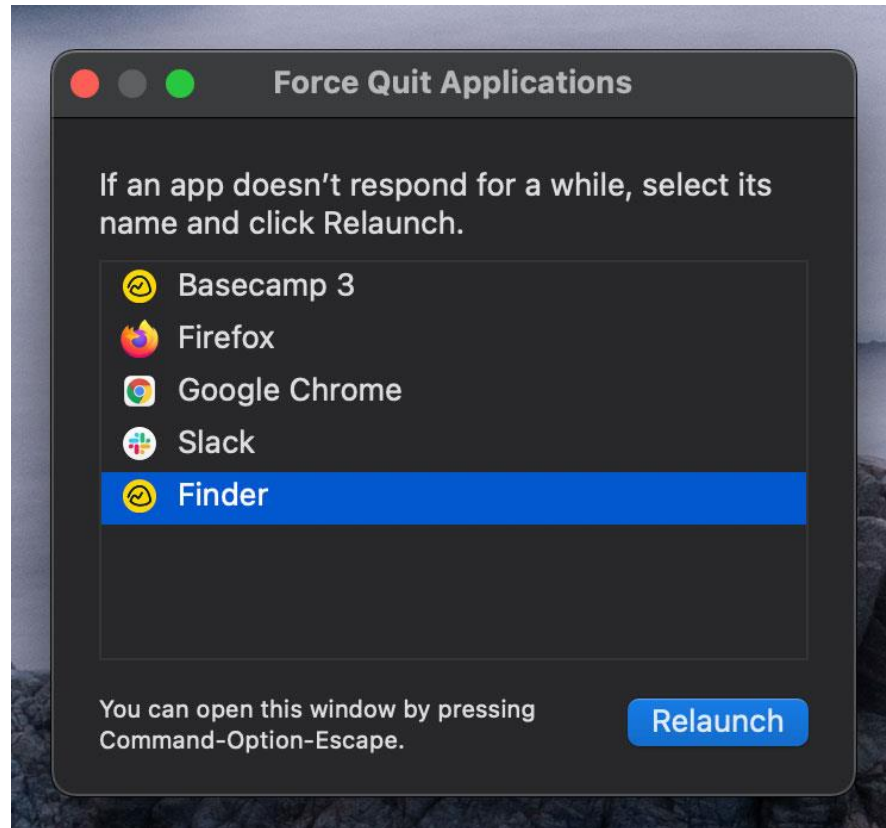 Force Quit Applications
If an app doesn’t respond for a while, select its
name and click Relaunch.
Basecamp 3
Firefox
Google Chrome
Slack
Finder
You can open this window by pressing
Command-Option-Escape.
Relaunch